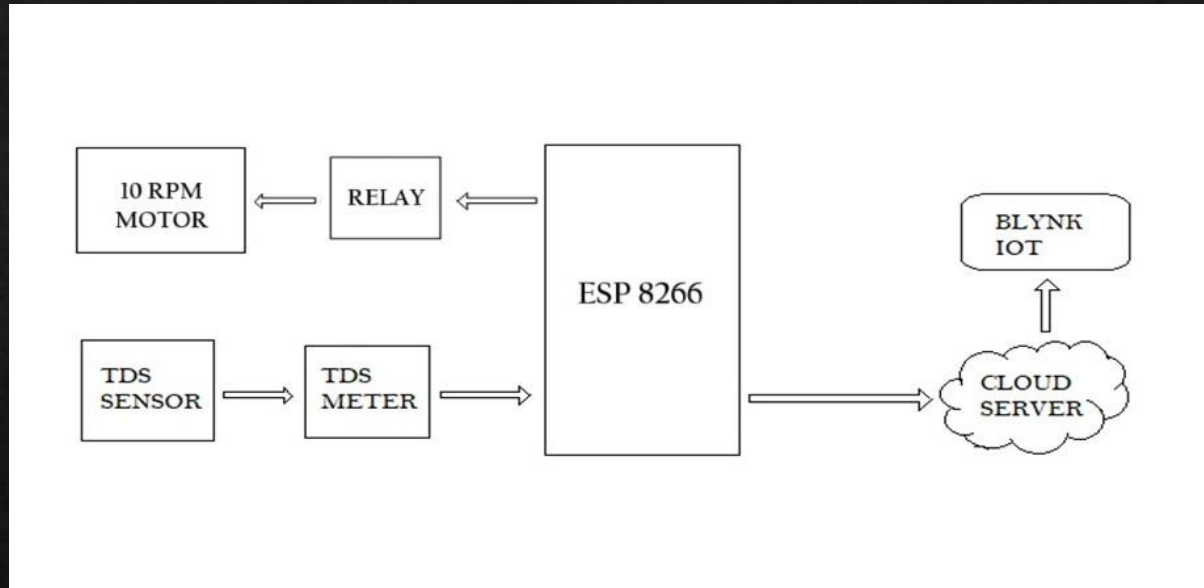 10 RPM
MOTOR
RELAY
ESP 8266
BLYNK
IOT
TDS
SENSOR
TDS
METER
CLOUD
SERVER